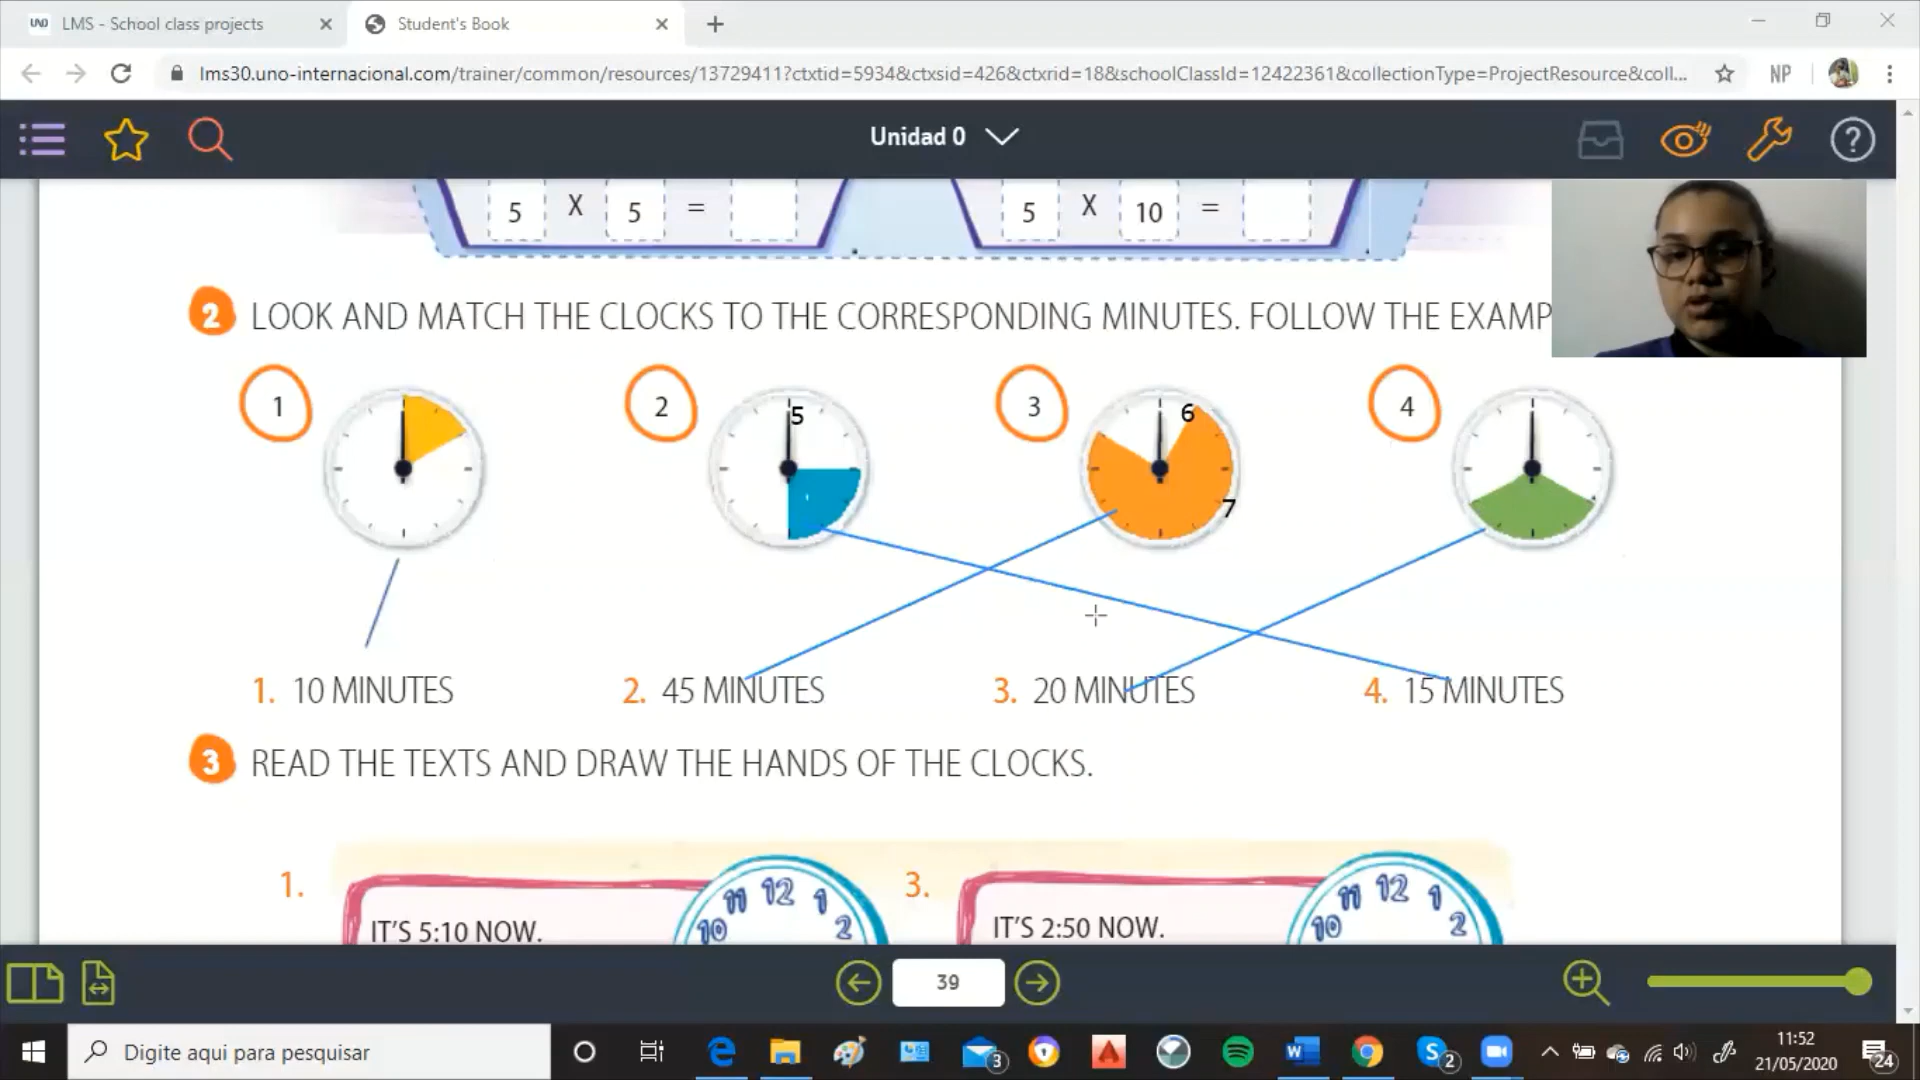 LMS - School class projects
Student's Book
lms30.uno-internacional.com/trainer/common/resources/13729411?ctxtid=5934&ctxsid=426&ctxrid=18&schoolClassId=12422361&collectionType=ProjectResource&coll...
NP
Unidad 0
5 X 5 =
5 X 10 =
2 LOOK AND MATCH THE CLOCKS TO THE CORRESPONDING MINUTES. FOLLOW THE EXAMP
1
2
5
3
6
7
4
1. 10 MINUTES
2. 45 MINUTES
3. 20 MINUTES
4. 15 MINUTES
3 READ THE TEXTS AND DRAW THE HANDS OF THE CLOCKS.
1.
IT'S 5:10 NOW.
10 11 12 1 2
3.
IT'S 2:50 NOW.
10 11 12 1 2
39
Digite aqui para pesquisar
3
2
11:52
21/05/2020
24